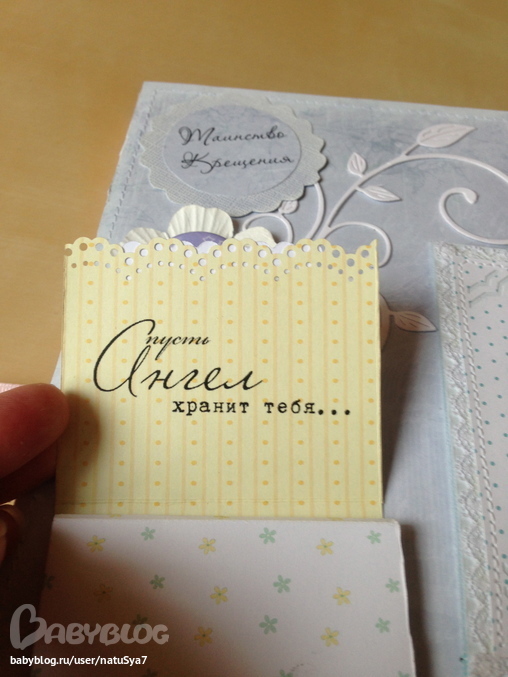 Таинство
Крещения
пусть
Ангел
хранит тебя...
BABYBLOG
babyblog.ru/user/natuSya7